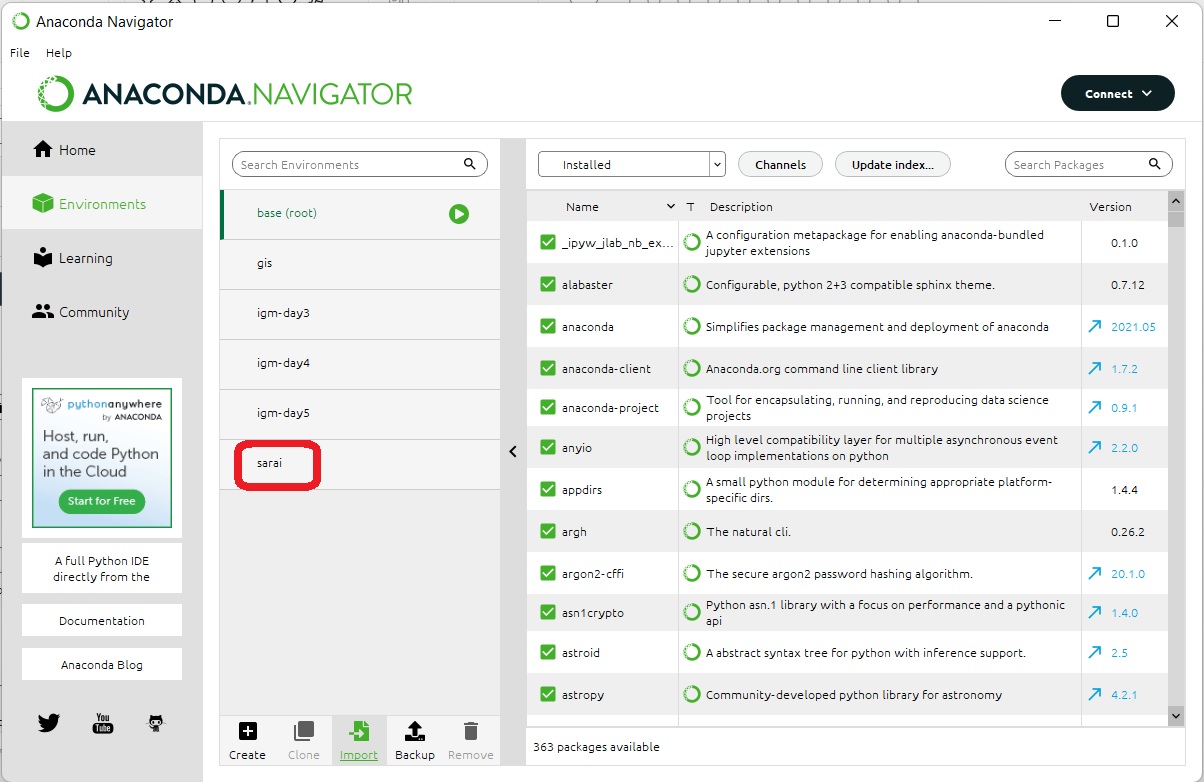 Anaconda Navigator
File Help
ANACONDA.NAVIGATOR
Connect
Home
Environments
Learning
Community
pythonanywhere
by ANACONDA
Host, run,
and code Python
in the Cloud
Start for Free
A full Python IDE
directly from the
Documentation
Anaconda Blog
You
Tube
Search Environments
base (root)
gis
igm-day3
igm-day4
igm-day5
sarai
Create Clone Import Backup Remove
Installed Channels Update index... Search Packages
Name T Description Version
_ipyw_jlab_nb_ex... A configuration metapackage for enabling anaconda-bundled
jupyter extensions 0.1.0
alabaster Configurable, python 2+3 compatible sphinx theme. 0.7.12
anaconda Simplifies package management and deployment of anaconda 2021.05
anaconda-client Anaconda.org command line client library 1.7.2
anaconda-project Tool for encapsulating, running, and reproducing data science
projects 0.9.1
anyio High level compatibility layer for multiple asynchronous event
loop implementations on python 2.2.0
appdirs A small python module for determining appropriate platform-
specific dirs. 1.4.4
argh The natural cli. 0.26.2
argon2-cffi The secure argon2 password hashing algorithm. 20.1.0
asn1crypto Python asn.1 library with a focus on performance and a pythonic
api 1.4.0
astroid A abstract syntax tree for python with inference support. 2.5
astropy Community-developed python library for astronomy 4.2.1
363 packages available